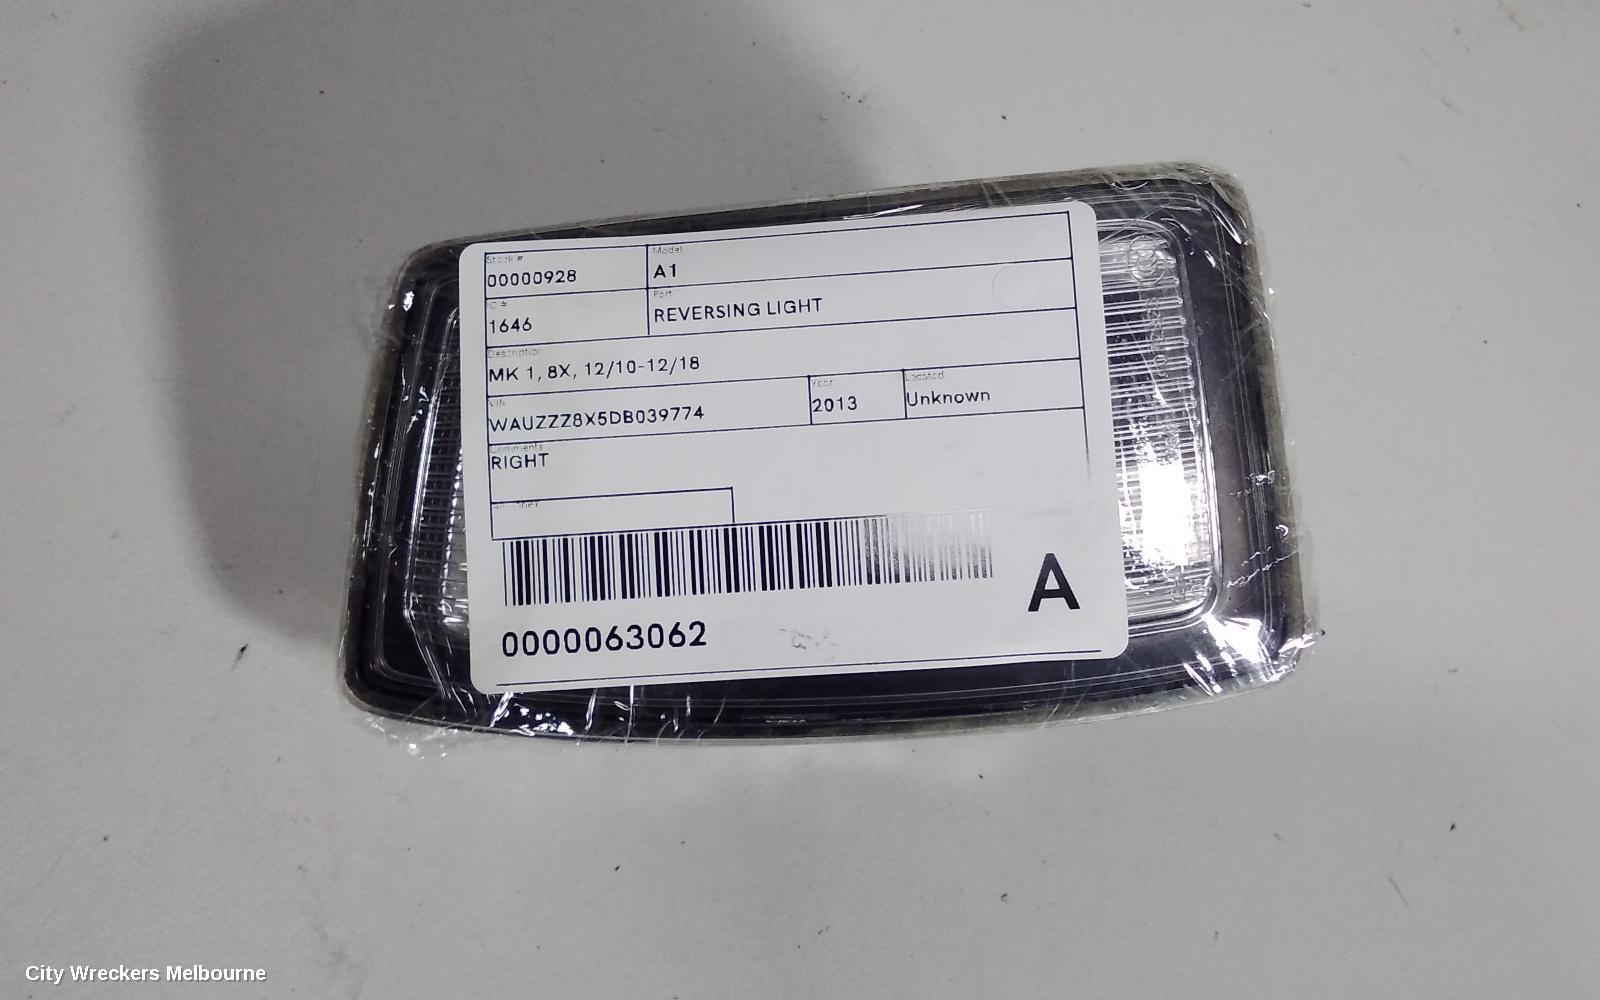 Stock # Model
00000928 A1
IC # Part
1646 REVERSING LIGHT
Description
MK 1, 8X, 12/10-12/18
VIN Year Located
WAUZZZ8X5DB039774 2013 Unknown
Comments
RIGHT
0000063062
A
City Wreckers Melbourne